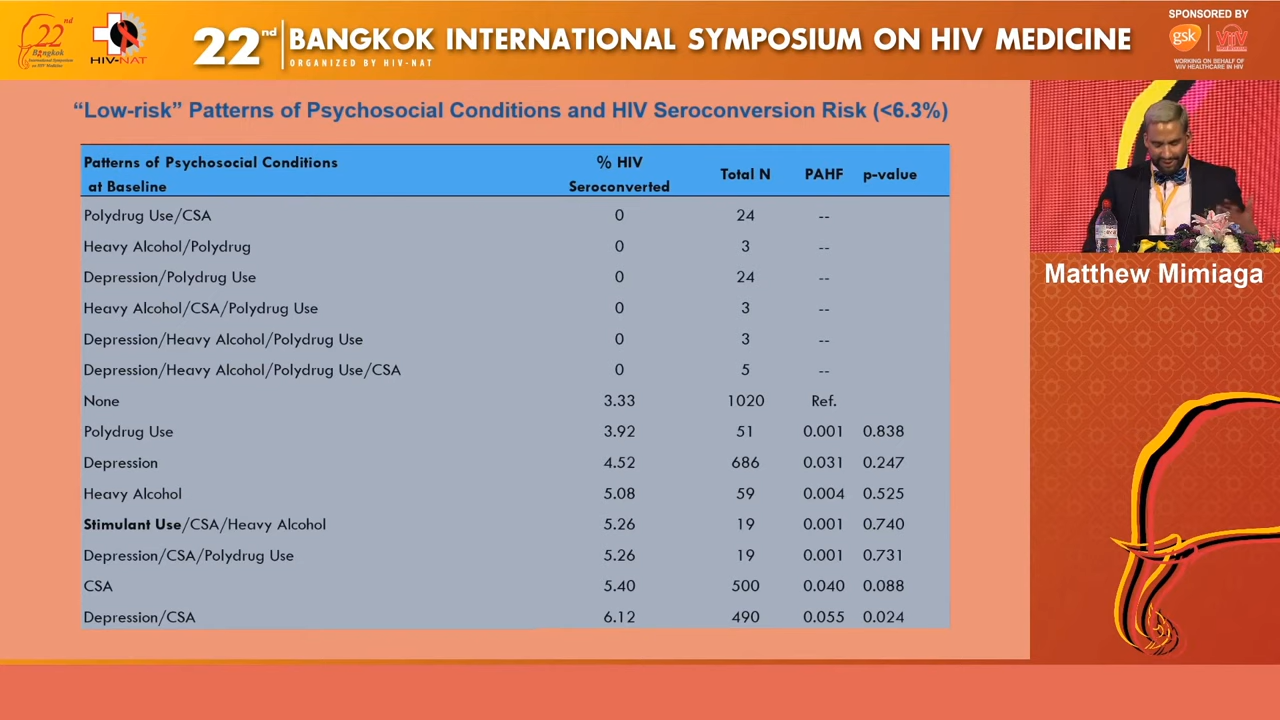 22nd
Bangkok
International Symposium
on HIV Medicine
HIV-NAT
22nd BANGKOK INTERNATIONAL SYMPOSIUM ON HIV MEDICINE
ORGANIZED BY HIV-NAT
SPONSORED BY
gsk
ViiV
WORKING ON BEHALF OF
VIIV HEALTHCARE IN HIV
“Low-risk” Patterns of Psychosocial Conditions and HIV Seroconversion Risk (<6.3%)
Patterns of Psychosocial Conditions at Baseline % HIV Seroconverted Total N PAHF p-value
Polydrug Use/CSA 0 24 --
Heavy Alcohol/Polydrug 0 3 --
Depression/Polydrug Use 0 24 --
Heavy Alcohol/CSA/Polydrug Use 0 3 --
Depression/Heavy Alcohol/Polydrug Use 0 3 --
Depression/Heavy Alcohol/Polydrug Use/CSA 0 5 --
None 3.33 1020 Ref.
Polydrug Use 3.92 51 0.001 0.838
Depression 4.52 686 0.031 0.247
Heavy Alcohol 5.08 59 0.004 0.525
Stimulant Use/CSA/Heavy Alcohol 5.26 19 0.001 0.740
Depression/CSA/Polydrug Use 5.26 19 0.001 0.731
CSA 5.40 500 0.040 0.088
Depression/CSA 6.12 490 0.055 0.024
Matthew Mimiaga